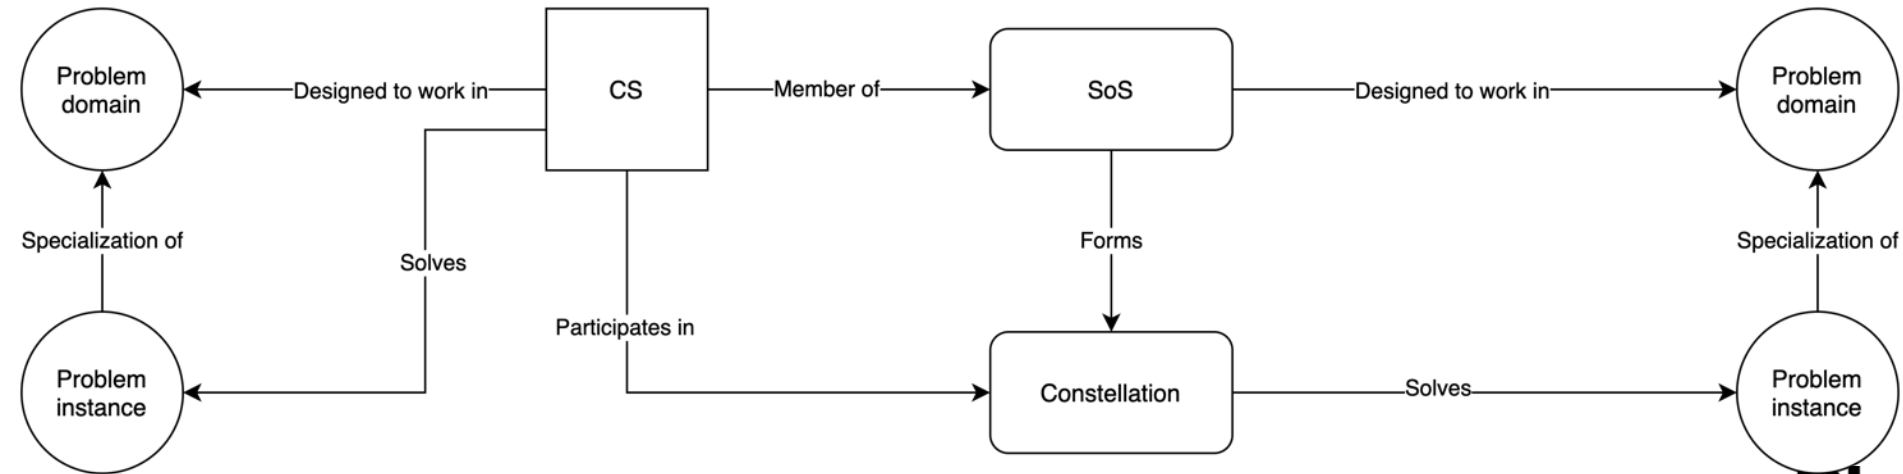 Problem
domain
Designed to work in
CS
Member of
SoS
Designed to work in
Problem
domain
Specialization of
Solves
Participates in
Forms
Specialization of
Problem
instance
Constellation
Solves
Problem
instance